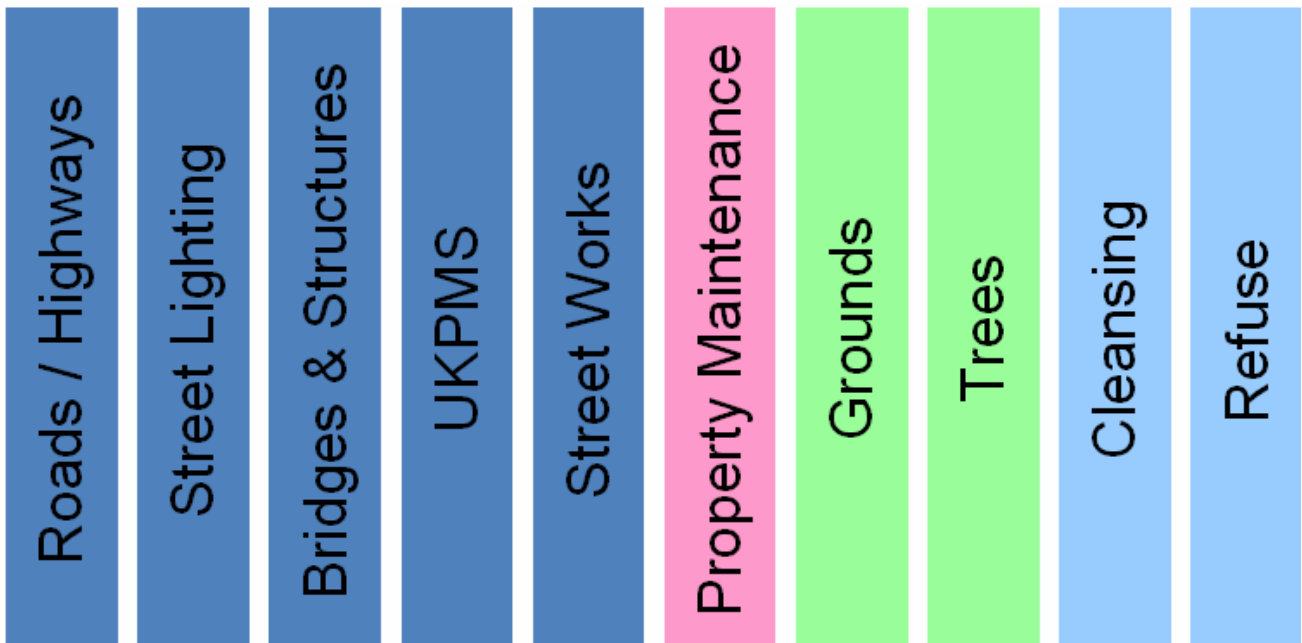 Roads / Highways
Street Lighting
Bridges & Structures
UKPMS
Street Works
Property Maintenance
Grounds
Trees
Cleansing
Refuse